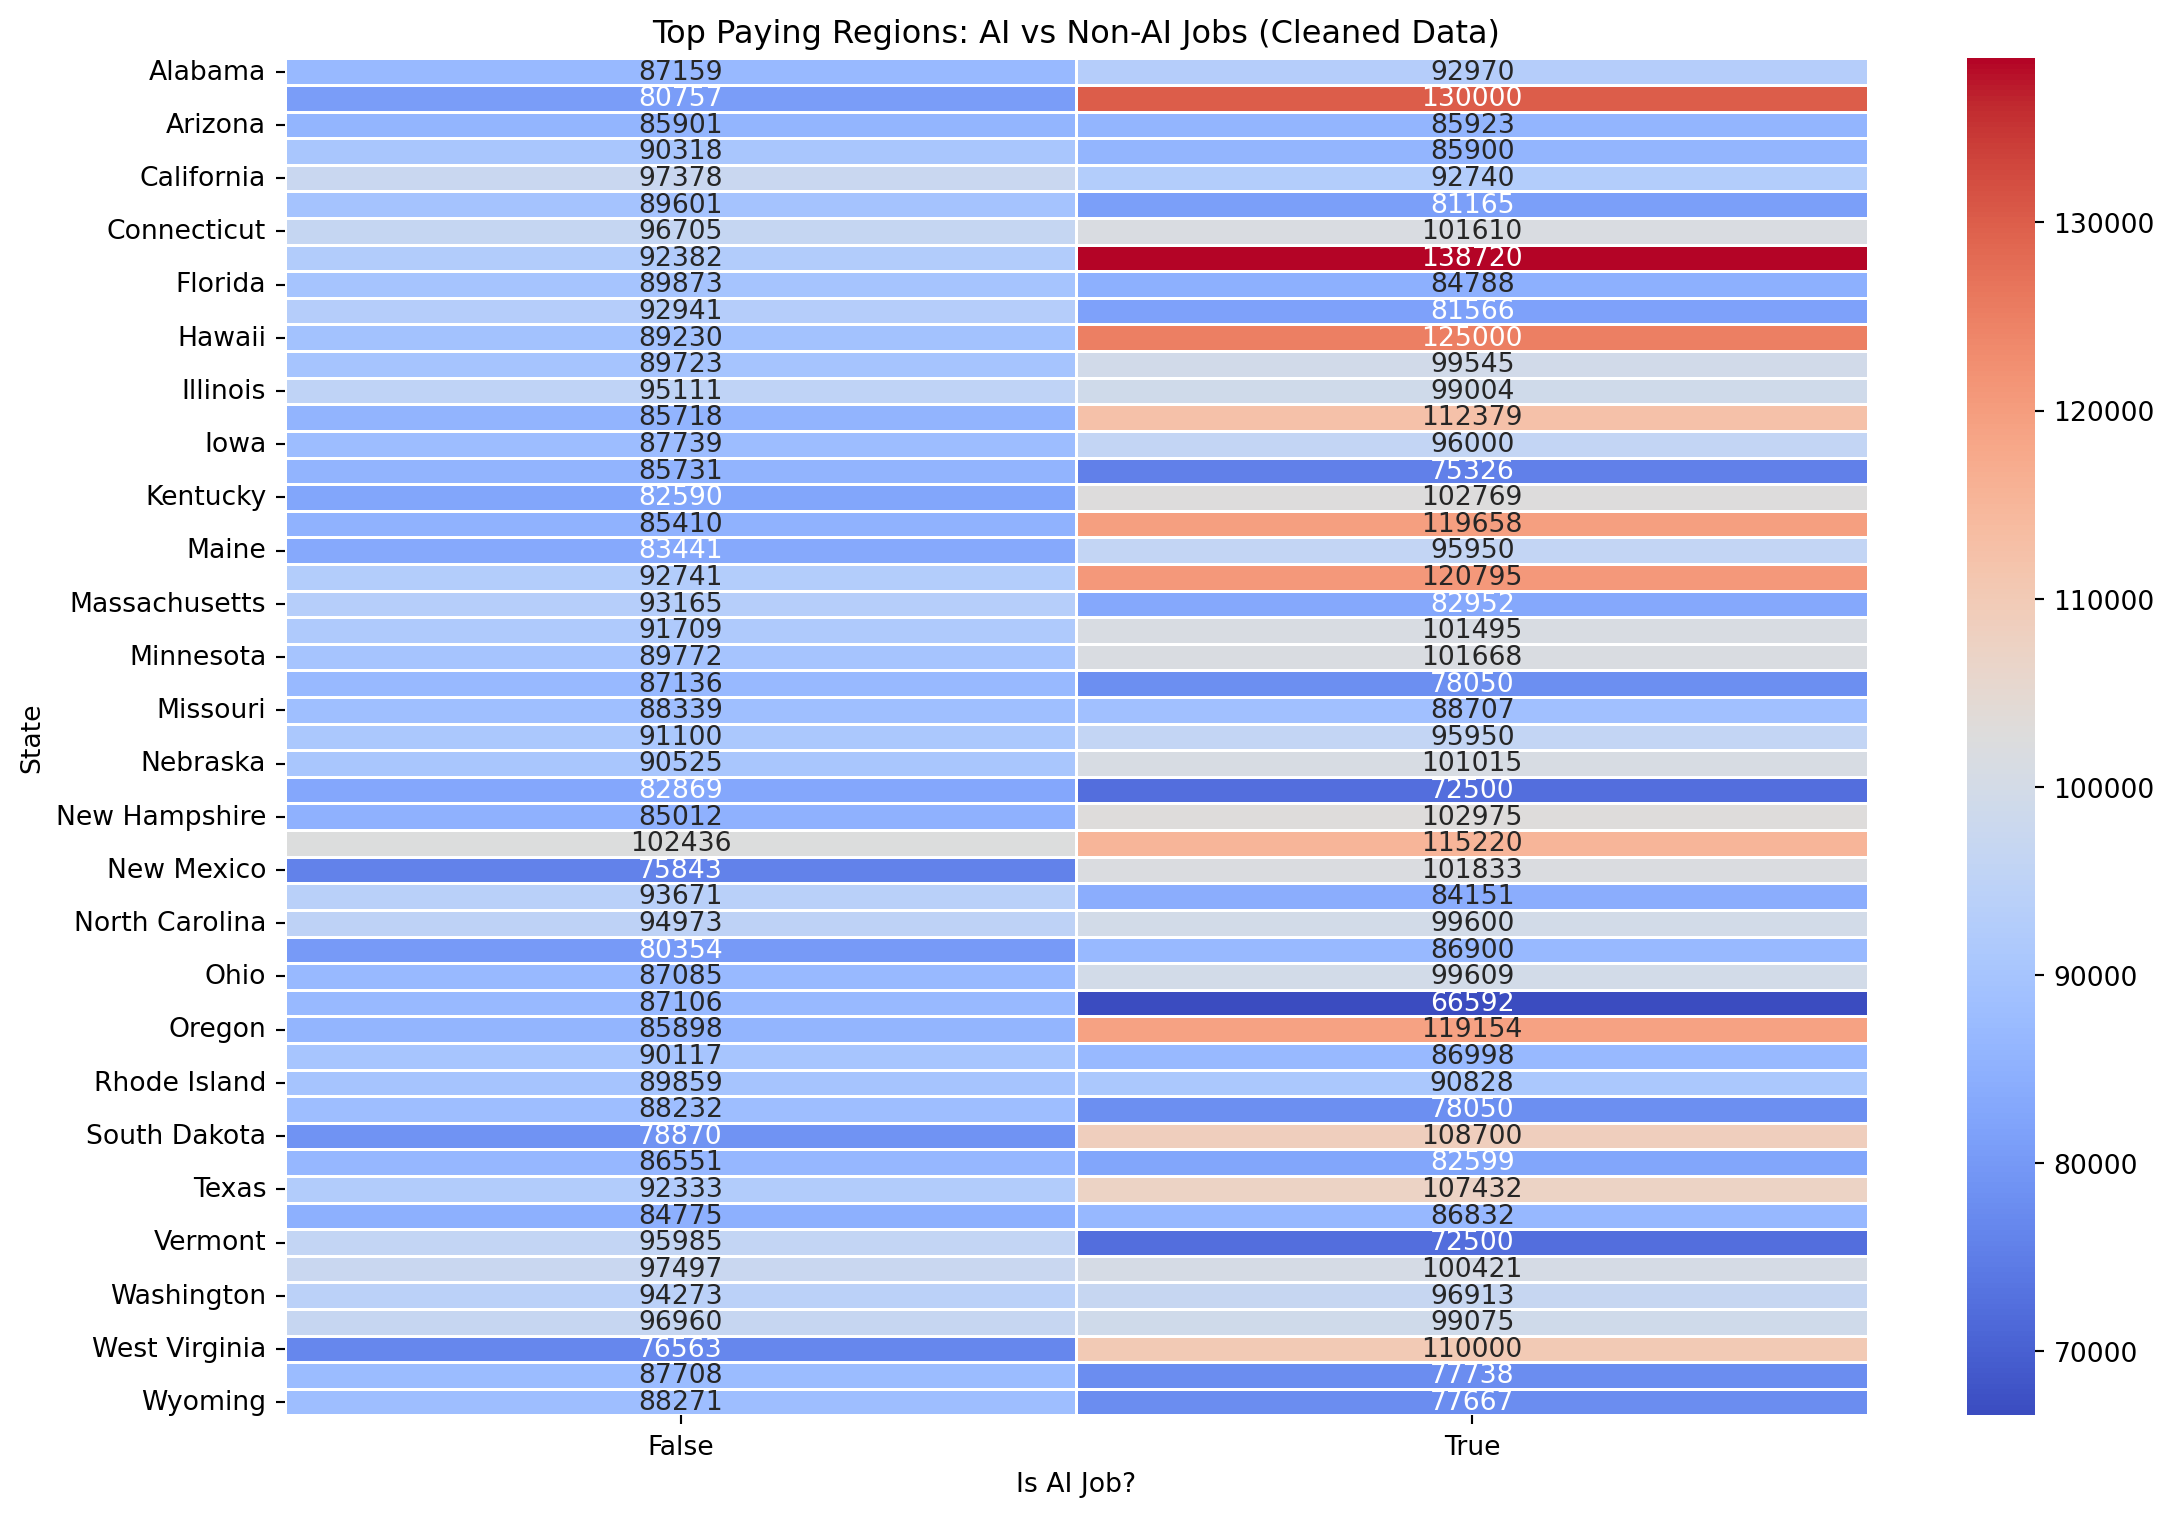 Top Paying Regions: AI vs Non-AI Jobs (Cleaned Data)
Alabama 87159 92970
80757 130000
Arizona 85901 85923
90318 85900
California 97378 92740
89601 81165
Connecticut 96705 101610
92382 138720
Florida 89873 84788
92941 81566
Hawaii 89230 125000
89723 99545
Illinois 95111 99004
85718 112379
Iowa 87739 96000
85731 75326
Kentucky 82590 102769
85410 119658
Maine 83441 95950
92741 120795
Massachusetts 93165 82952
91709 101495
Minnesota 89772 101668
87136 78050
Missouri 88339 88707
91100 95950
Nebraska 90525 101015
82869 72500
New Hampshire 85012 102975
102436 115220
New Mexico 75843 101833
93671 84151
North Carolina 94973 99600
80354 86900
Ohio 87085 99609
87106 66592
Oregon 85898 119154
90117 86998
Rhode Island 89859 90828
88232 78050
South Dakota 78870 108700
86551 82599
Texas 92333 107432
84775 86832
Vermont 95985 72500
97497 100421
Washington 94273 96913
96960 99075
West Virginia 76563 110000
87708 77738
Wyoming 88271 77667
False True
Is AI Job?
State
130000
120000
110000
100000
90000
80000
70000